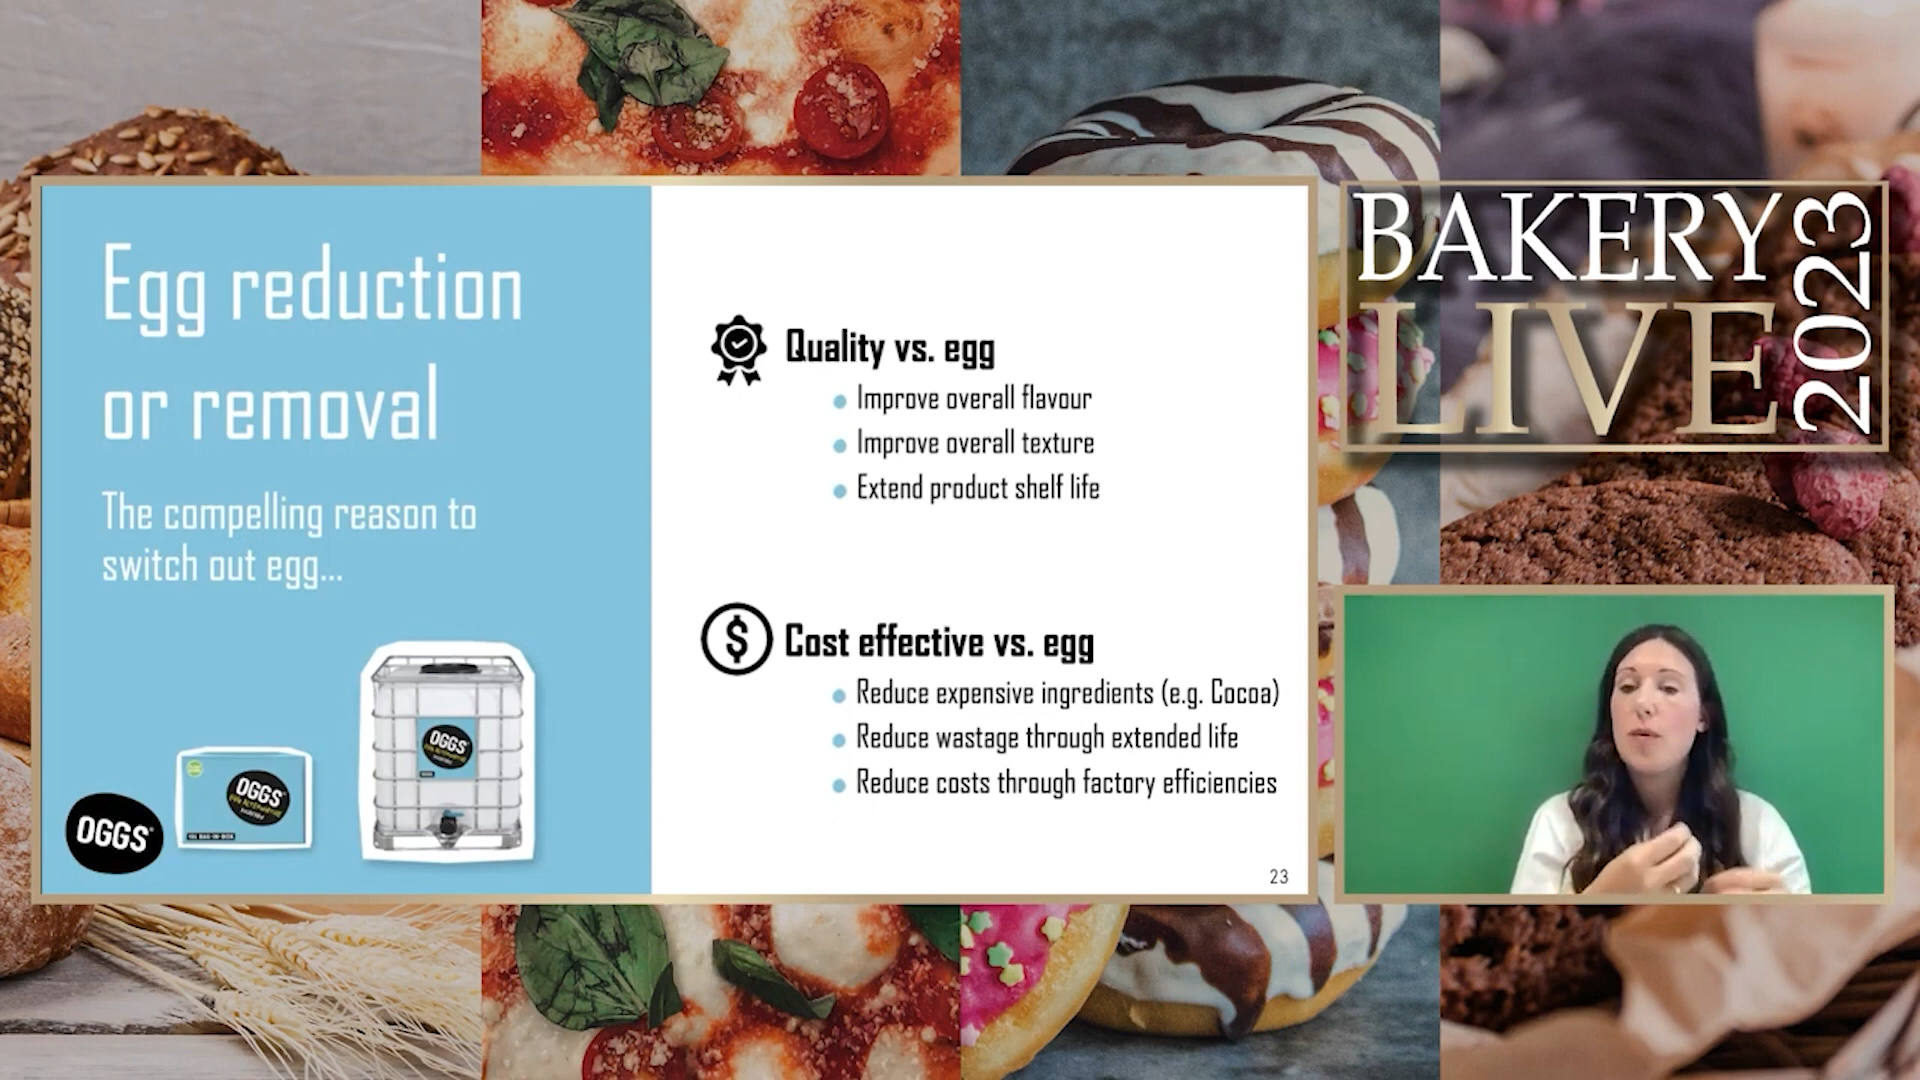 Egg reduction
or removal
The compelling reason to
switch out egg...
OGGS
OGGS
EGG ALTERNATIVE
OGGS
Quality vs. egg
Improve overall flavour
Improve overall texture
Extend product shelf life
$ Cost effective vs. egg
Reduce expensive ingredients (e.g. Cocoa)
Reduce wastage through extended life
Reduce costs through factory efficiencies
23
BAKERY
LIVE
2023